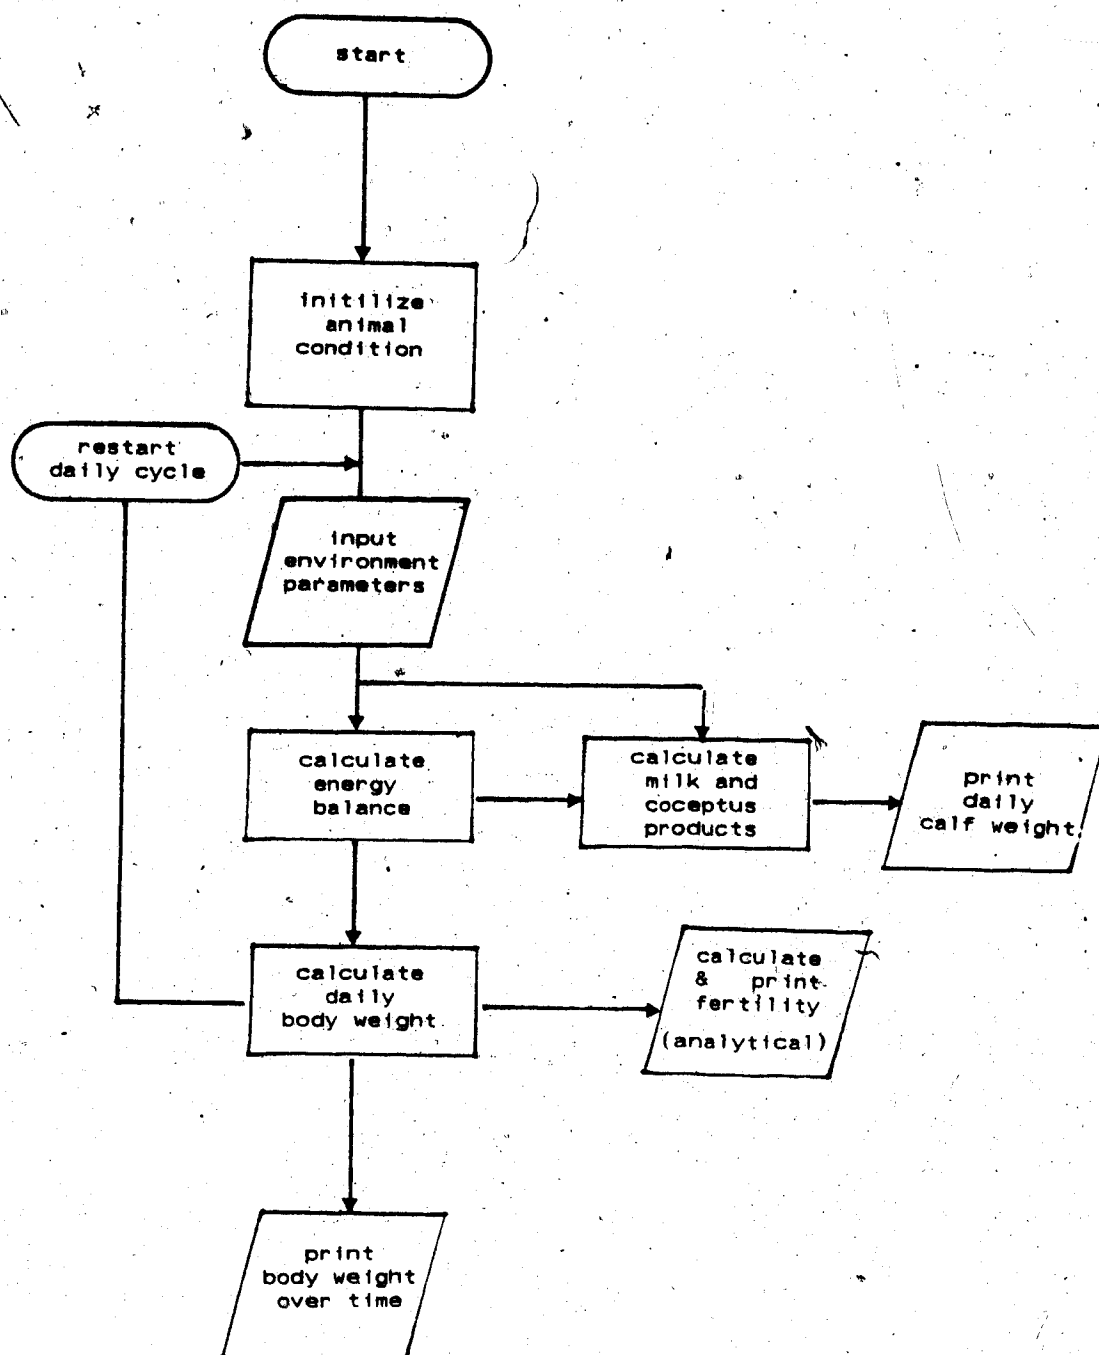 start
initilize
animal
condition
restart
daily cycle
input
environment
parameters
calculate
energy
balance
calculate
milk and
coceptus
products
print
daily
calf weight
calculate
daily
body weight
calculate
& print
fertility
(analytical)
print
body weight
over time